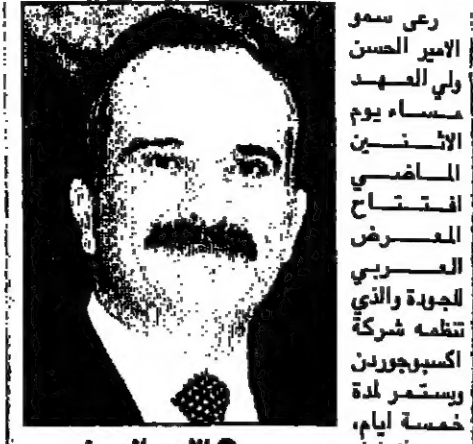 رعى سمو
الامير الحسن
ولي العهد
مساء يوم
الاثنين
الماضي
افتتاح
المعرض
العربي
للجودة والذي
تنظمه شركة
اكسبوجوردن
ويستمر لمدة
خمسة ايام،